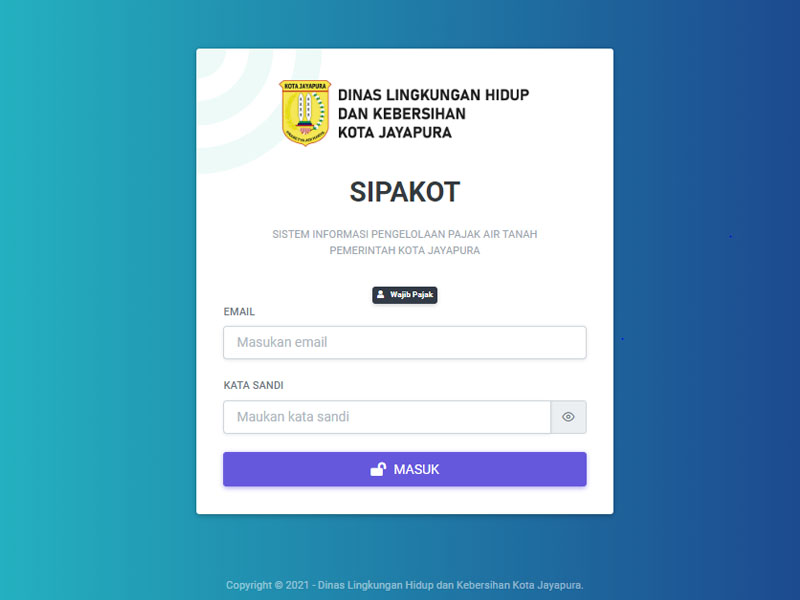 KOTA JAYAPURA
DINAS LINGKUNGAN HIDUP
DAN KEBERSIHAN
KOTA JAYAPURA
SIPAKOT
SISTEM INFORMASI PENGELOLAAN PAJAK AIR TANAH
PEMERINTAH KOTA JAYAPURA
Wajib Pajak
EMAIL
Masukan email
KATA SANDI
Maukan kata sandi
MASUK
Copyright © 2021 - Dinas Lingkungan Hidup dan Kebersihan Kota Jayapura.